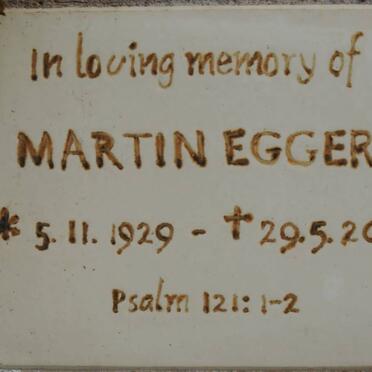 In loving memory of
MARTIN EGGER
* 5.11.1929 - † 29.5.20
Psalm 121:1-2